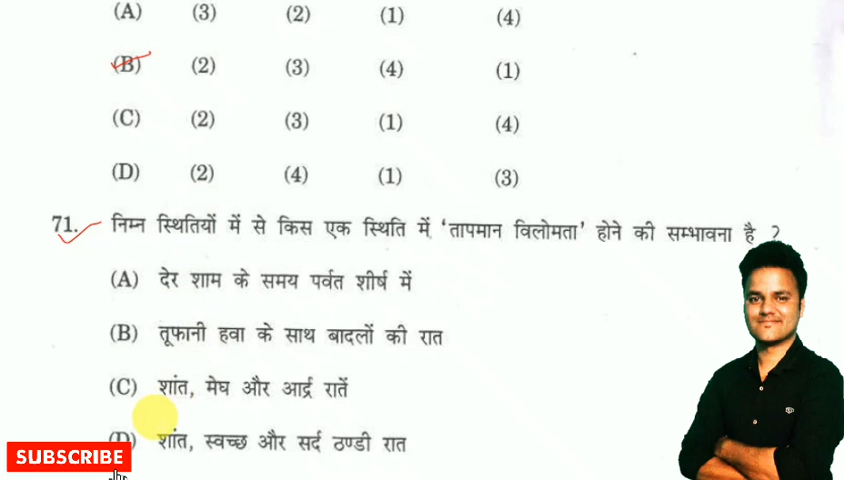 (A) (3) (2) (1) (4)
(B) (2) (3) (4) (1)
(C) (2) (3) (1) (4)
(D) (2) (4) (1) (3)
71. निम्न स्थितियों में से किस एक स्थिति में 'तापमान विलोमता' होने की सम्भावना है ?
(A) देर शाम के समय पर्वत शीर्ष में
(B) तूफानी हवा के साथ बादलों की रात
(C) शांत, मेघ और आर्द्र रातें
(D) शांत, स्वच्छ और सर्द ठण्डी रात
SUBSCRIBE